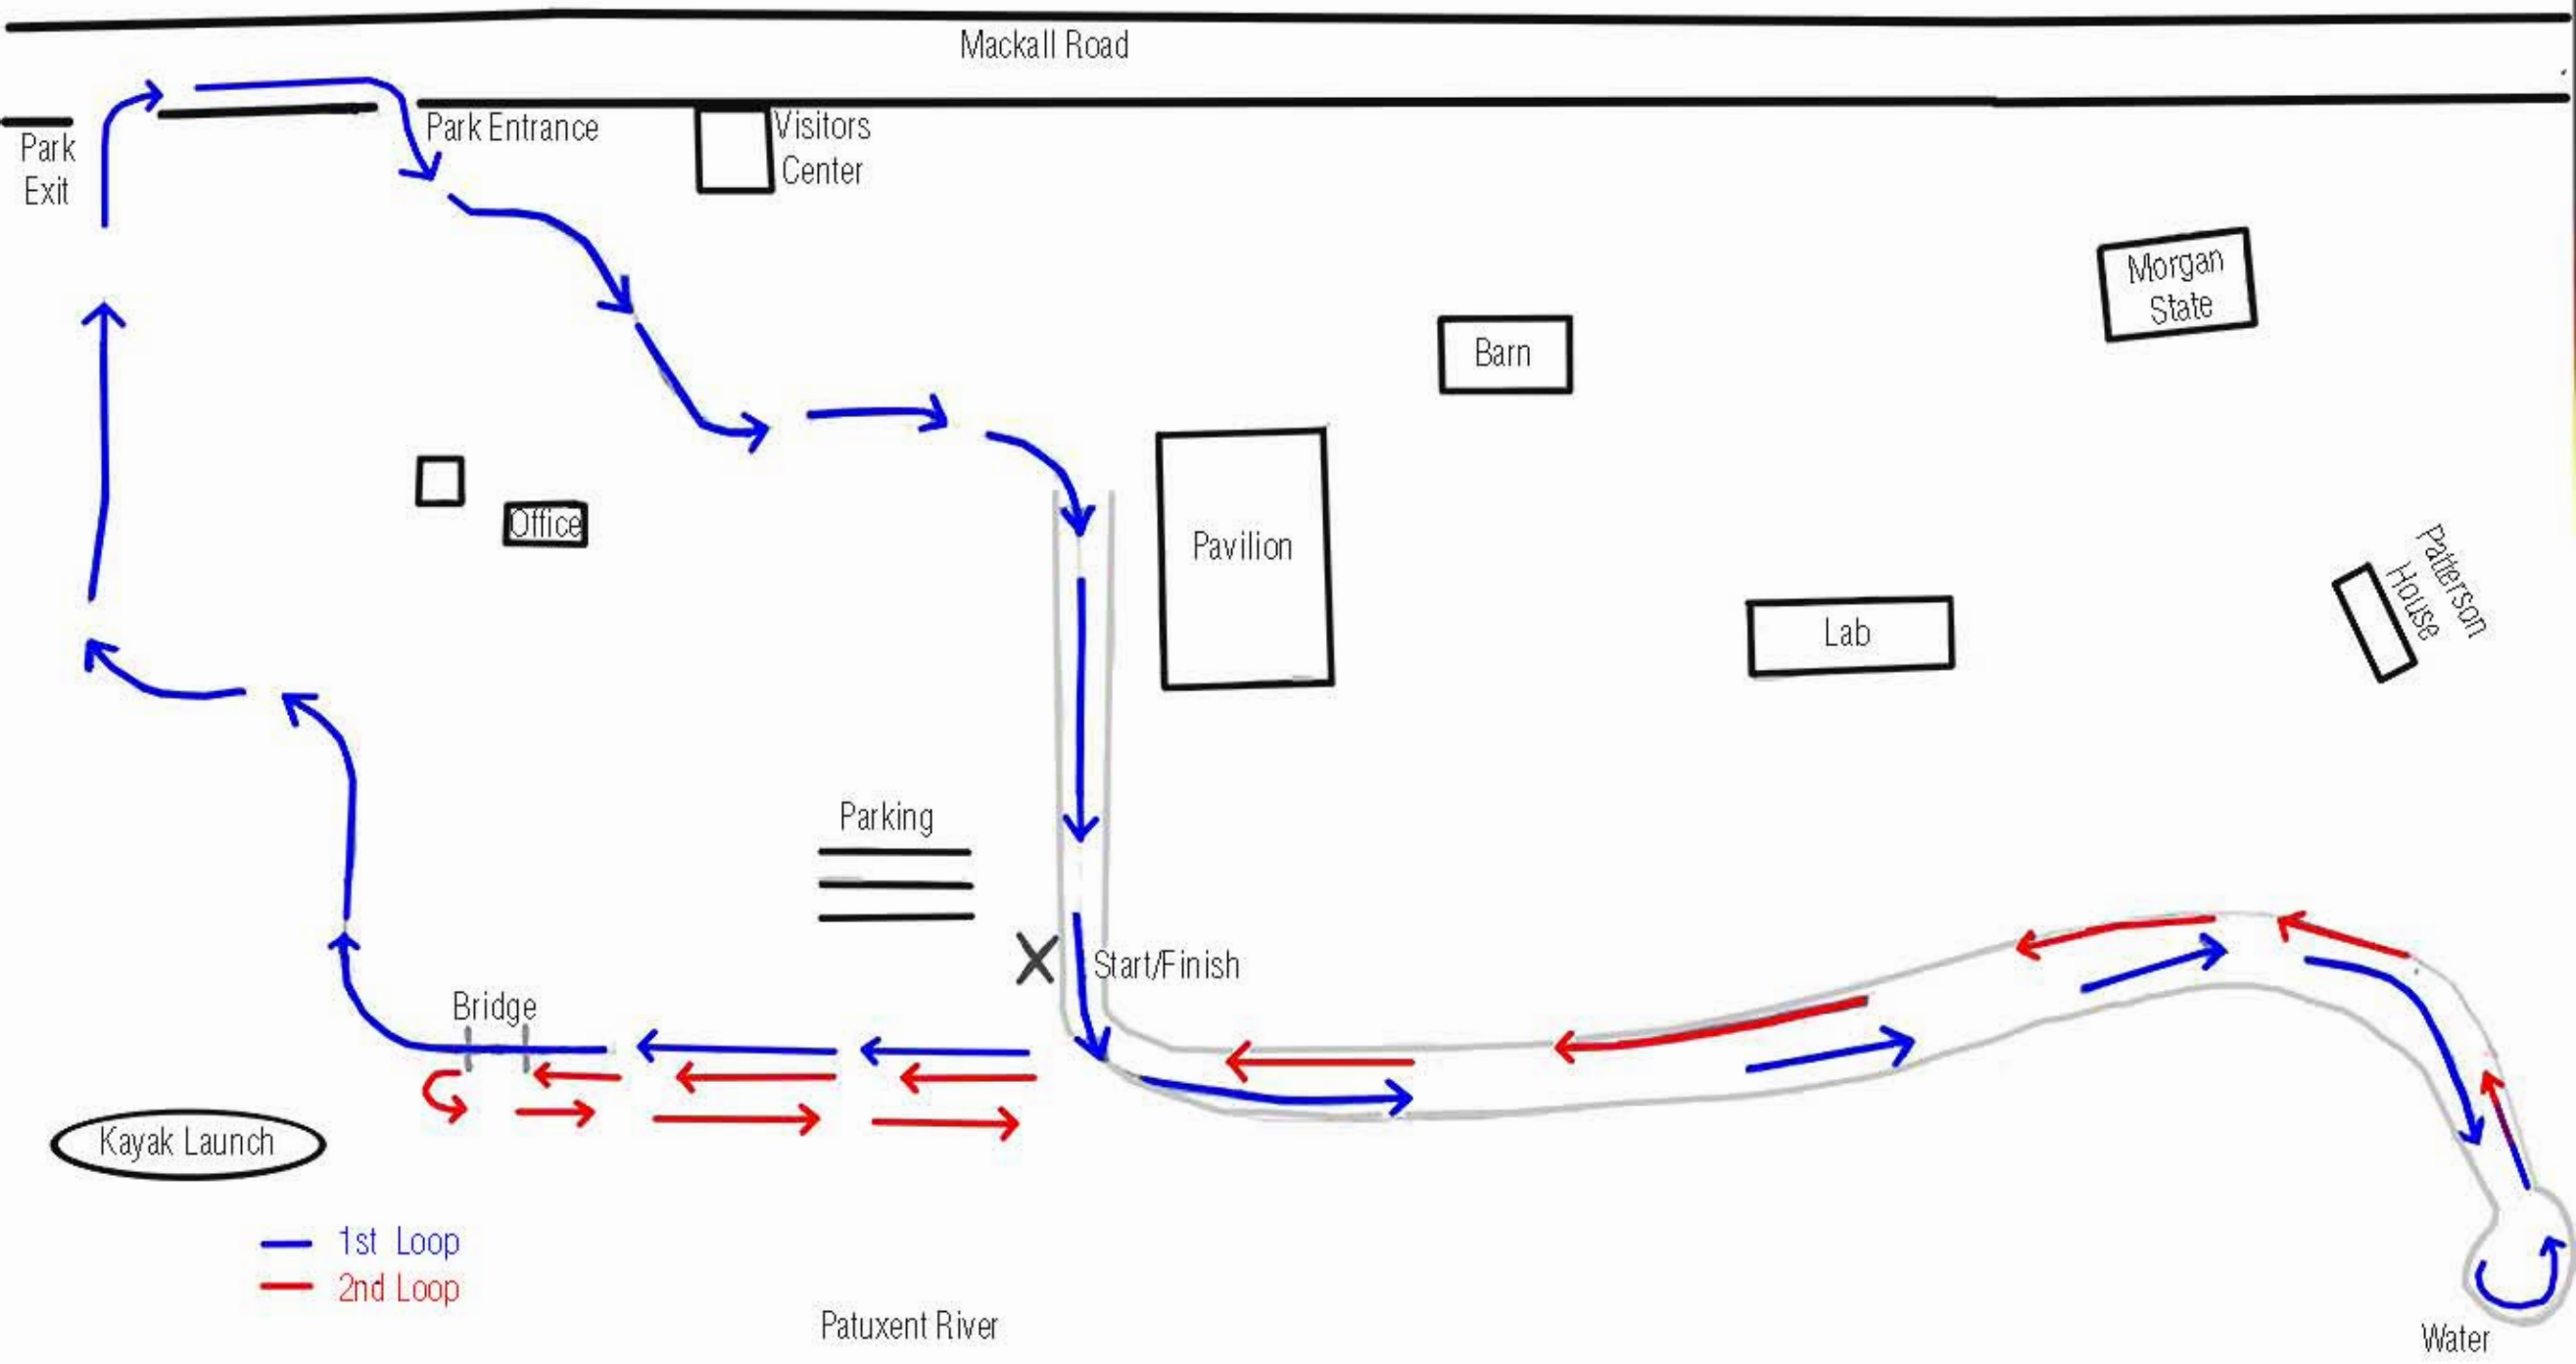 Mackall Road
Park Entrance
Visitors
Center
Park
Exit
Morgan
State
Barn
Office
Pavilion
Patterson
House
Lab
Parking
Start/Finish
Bridge
Kayak Launch
1st Loop
2nd Loop
Patuxent River
Water